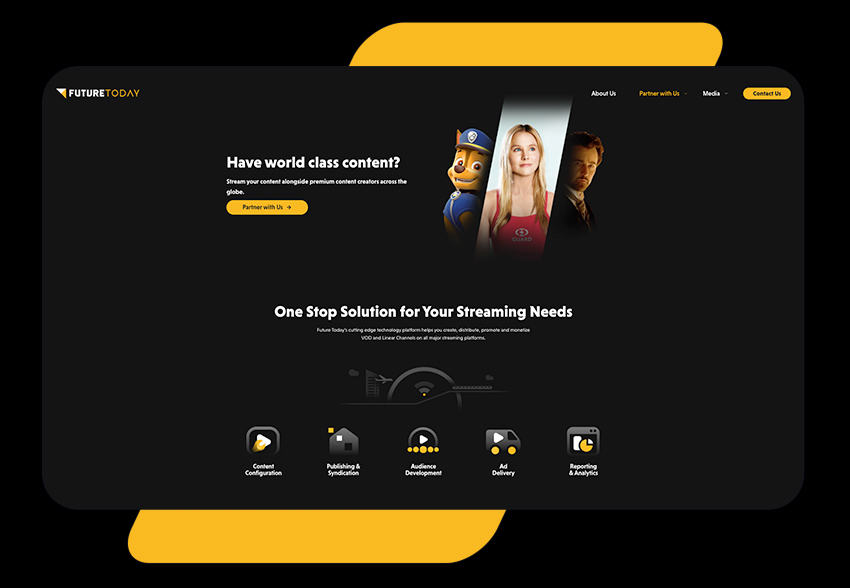 FUTURETODAY
About Us
Partner with Us
Media
Contact Us
Have world class content?
Stream your content alongside premium content creators across the
globe.
Partner with Us →
GUARD
One Stop Solution for Your Streaming Needs
Future Today's cutting edge technology platform helps you create, distribute, promote and monetize
VOD and Linear Channels on all major streaming platforms.
Content
Configuration
Publishing &
Syndication
Audience
Development
Ad
Delivery
Reporting
& Analytics